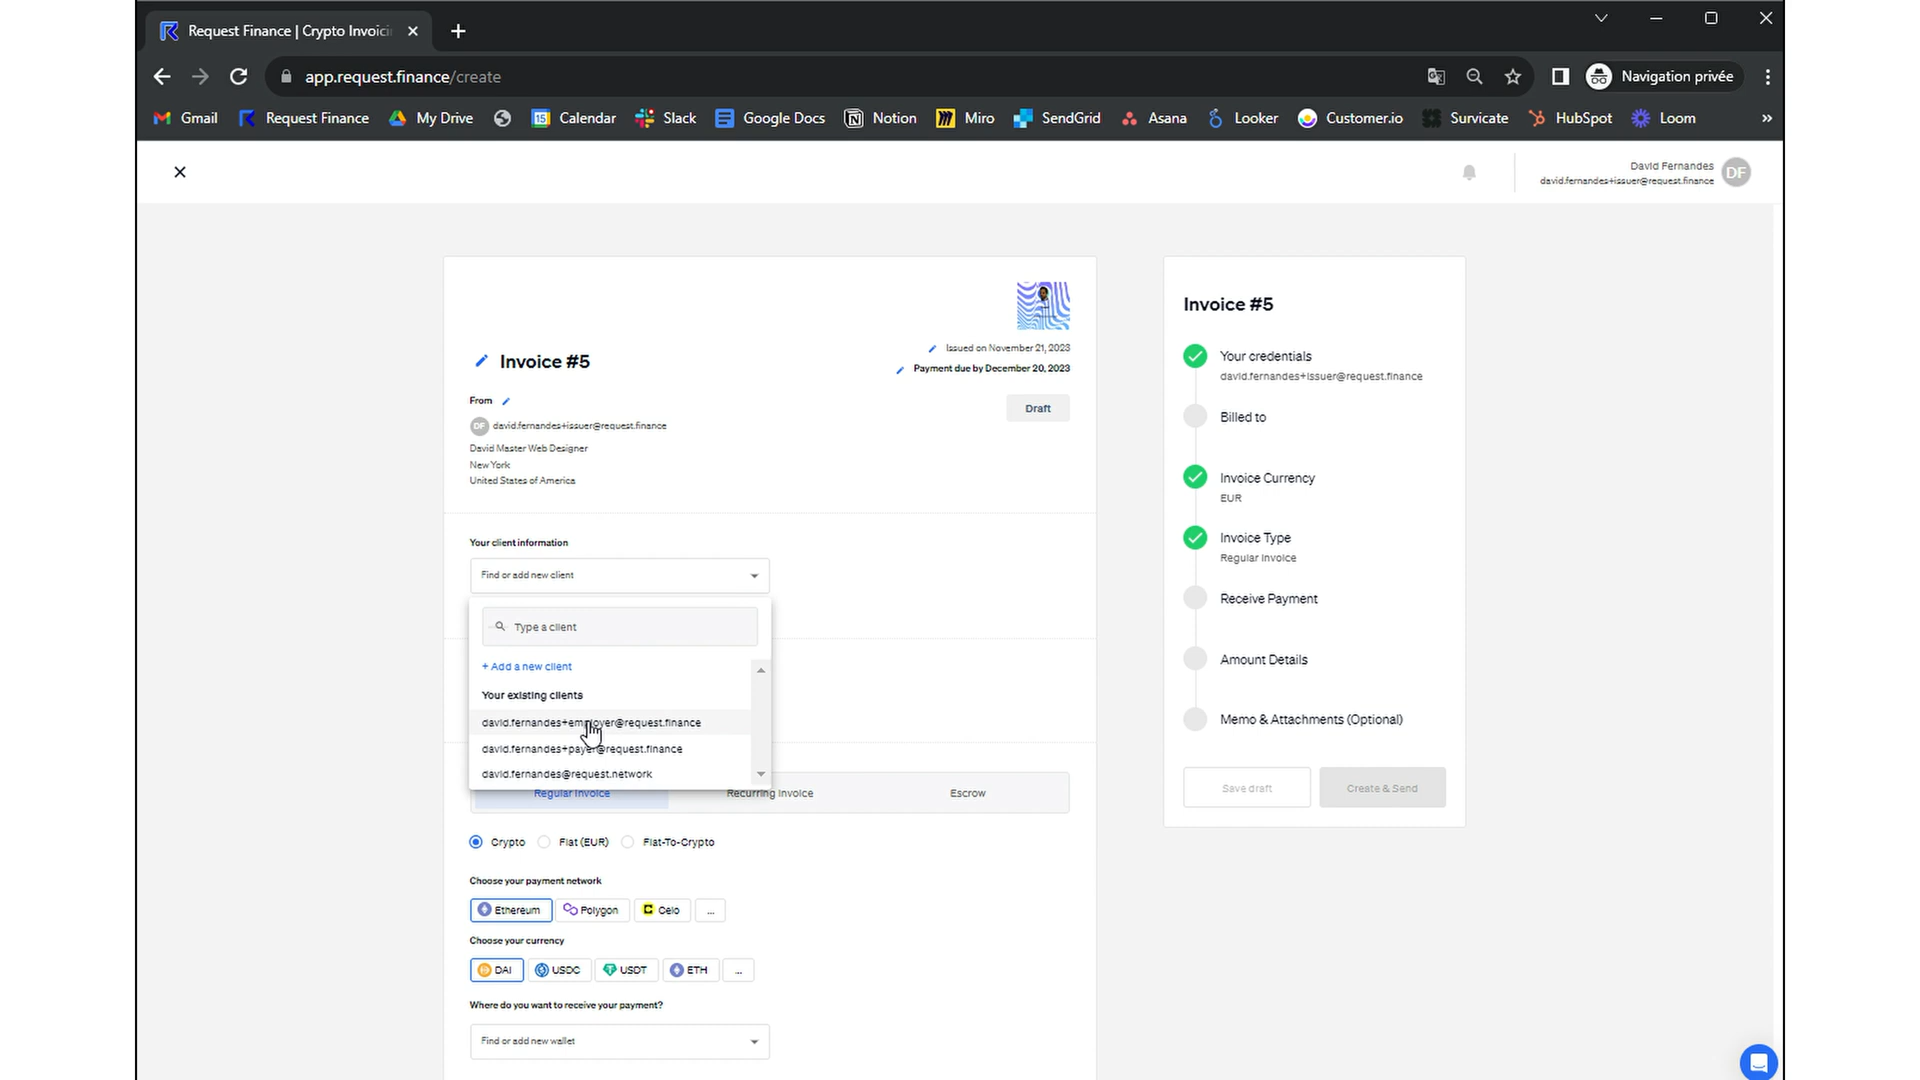 Request Finance | Crypto Invoici
app.request.finance/create
Navigation privée
Gmail
Request Finance
My Drive
15
Calendar
Slack
Google Docs
Notion
Miro
SendGrid
Asana
Looker
Customer.io
Survicate
HubSpot
Loom
»
David Fernandes
david.fernandes+issuer@request.finance
DF
Issued on November 21, 2023
Invoice #5
Payment due by December 20, 2023
From
Draft
DF david.fernandes+issuer@request.finance
David Master Web Designer
New York
United States of America
Your client information
Find or add new client
Type a client
+ Add a new client
Your existing clients
david.fernandes+employer@request.finance
david.fernandes+payer@request.finance
david.fernandes@request.network
Regular Invoice
Recurring Invoice
Escrow
Crypto
Fiat (EUR)
Fiat-To-Crypto
Choose your payment network
Ethereum
Polygon
Celo
...
Choose your currency
DAI
USDC
USDT
ETH
...
Where do you want to receive your payment?
Find or add new wallet
Invoice #5
Your credentials
david.fernandes+issuer@request.finance
Billed to
Invoice Currency
EUR
Invoice Type
Regular Invoice
Receive Payment
Amount Details
Memo & Attachments (Optional)
Save draft
Create & Send